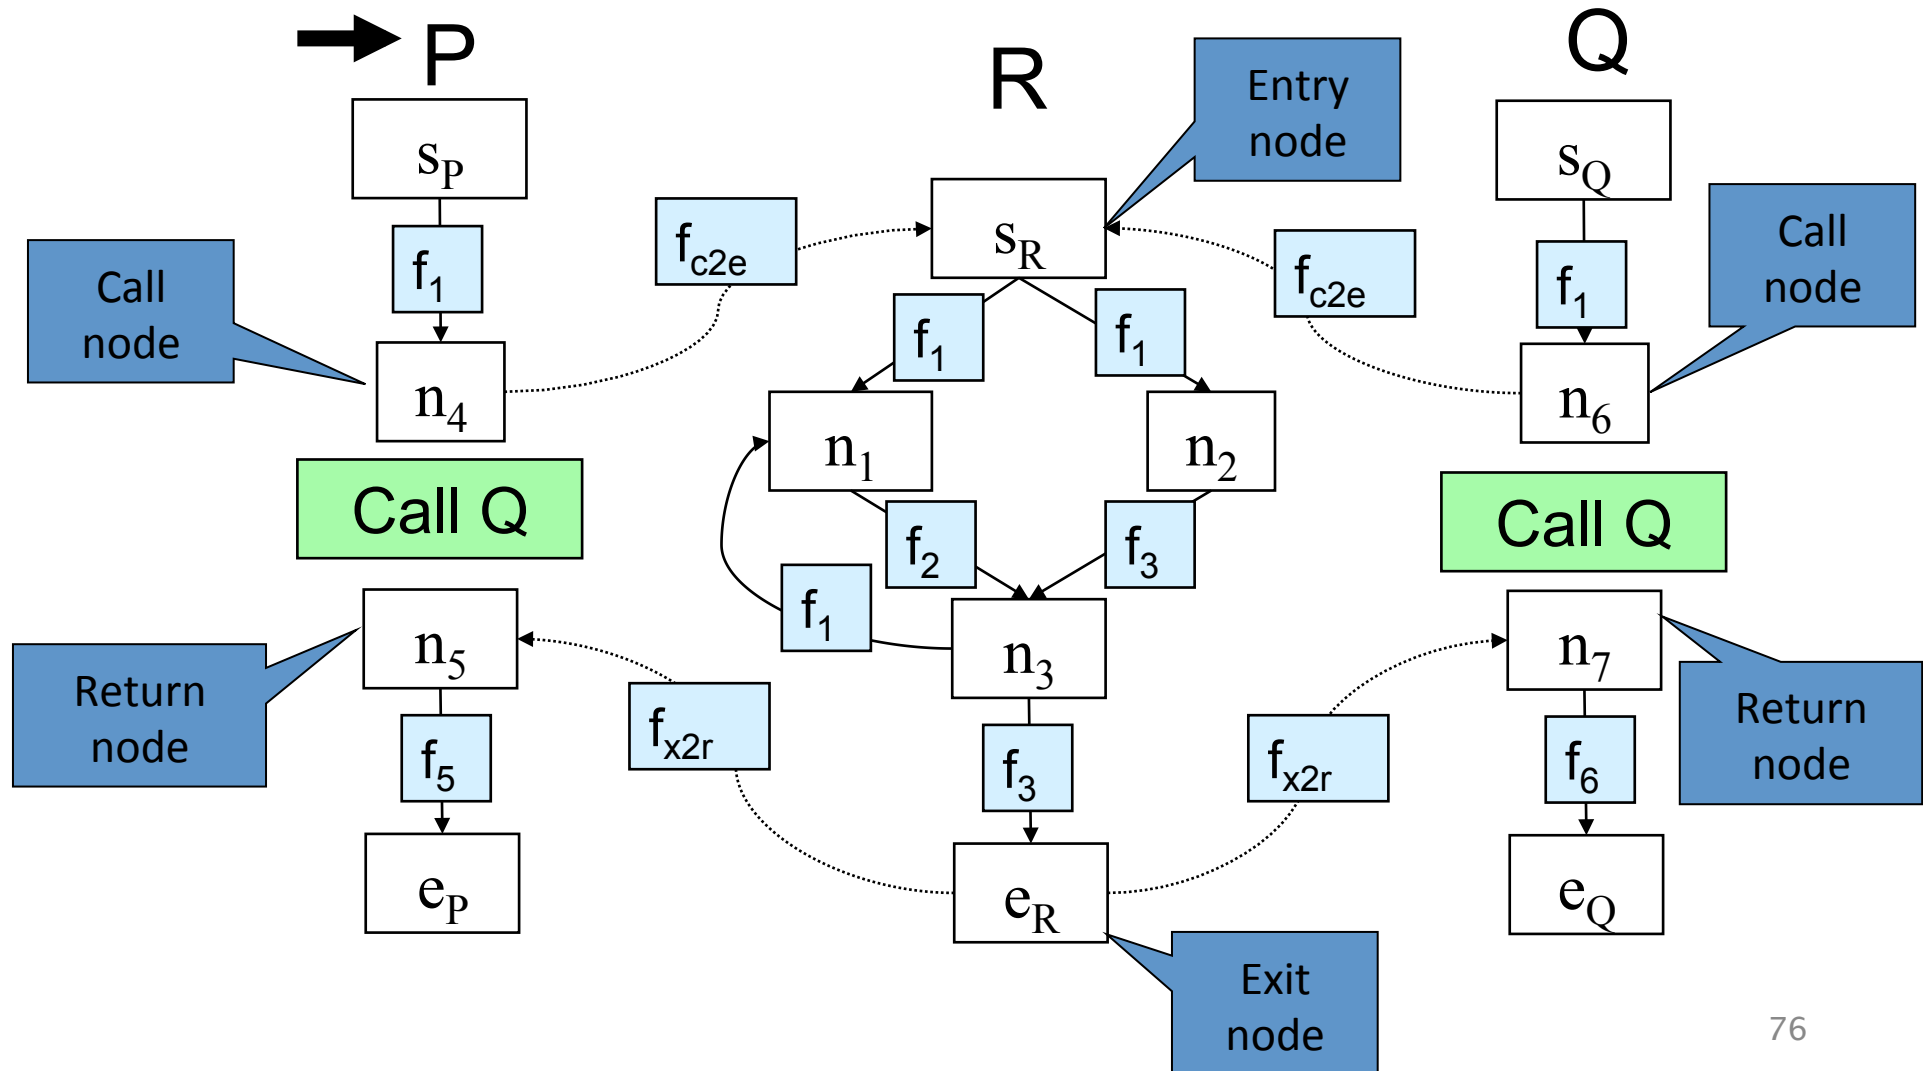 P
R
Q
Entry
node
s_P
s_R
s_Q
f_1
f_c2e
f_c2e
f_1
Call
node
Call
node
f_1
f_1
n_4
n_1
n_2
n_6
Call Q
Call Q
f_2
f_3
f_1
n_5
n_3
n_7
Return
node
Return
node
f_5
f_x2r
f_3
f_x2r
f_6
e_P
e_R
e_Q
Exit
node
76